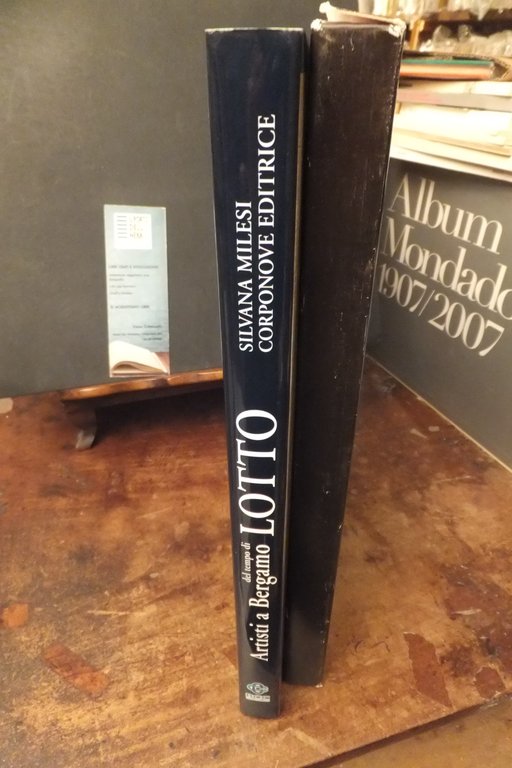 SILVANA MILESI
CORPONOVE EDITRICE
del tempo di
Artisti a Bergamo LOTTO
Album
Mondado
1907/2007